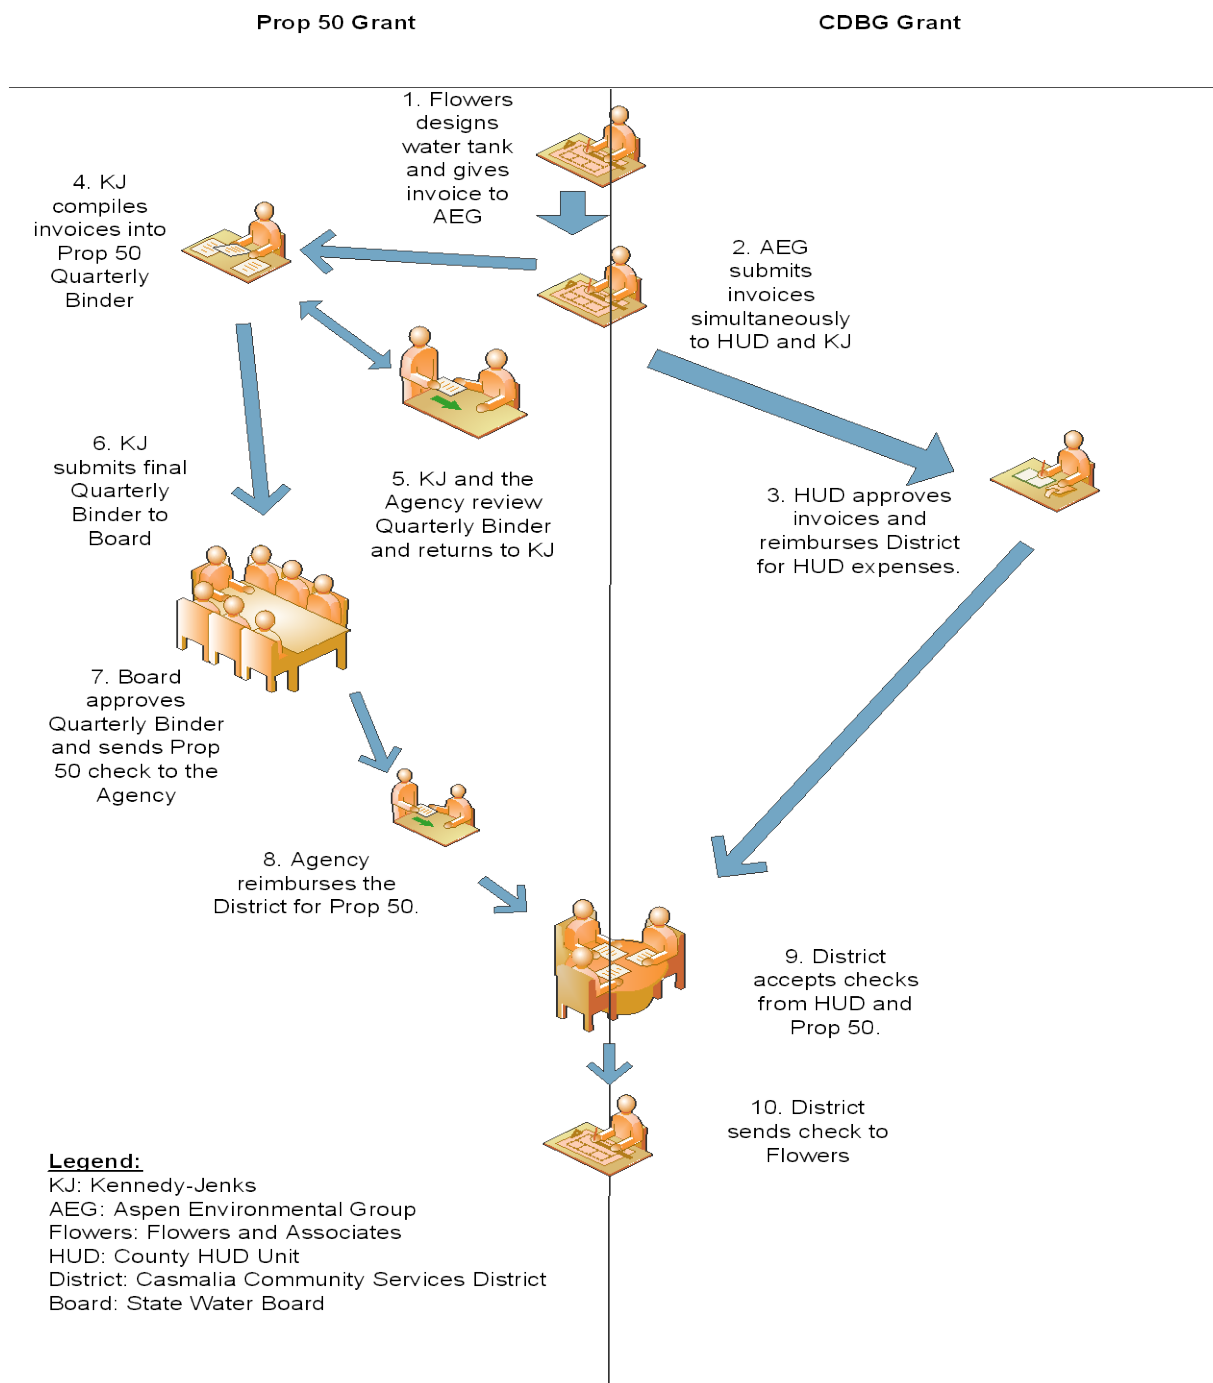 Prop 50 Grant
CDBG Grant
1. Flowers
designs
water tank
and gives
invoice to
AEG
2. AEG
submits
invoices
simultaneously
to HUD and KJ
3. HUD approves
invoices and
reimburses District
for HUD expenses.
4. KJ
compiles
invoices into
Prop 50
Quarterly
Binder
5. KJ and the
Agency review
Quarterly Binder
and returns to KJ
6. KJ
submits final
Quarterly
Binder to
Board
7. Board
approves
Quarterly Binder
and sends Prop
50 check to the
Agency
8. Agency
reimburses the
District for Prop 50.
9. District
accepts checks
from HUD and
Prop 50.
10. District
sends check to
Flowers
Legend:
KJ: Kennedy-Jenks
AEG: Aspen Environmental Group
Flowers: Flowers and Associates
HUD: County HUD Unit
District: Casmalia Community Services District
Board: State Water Board